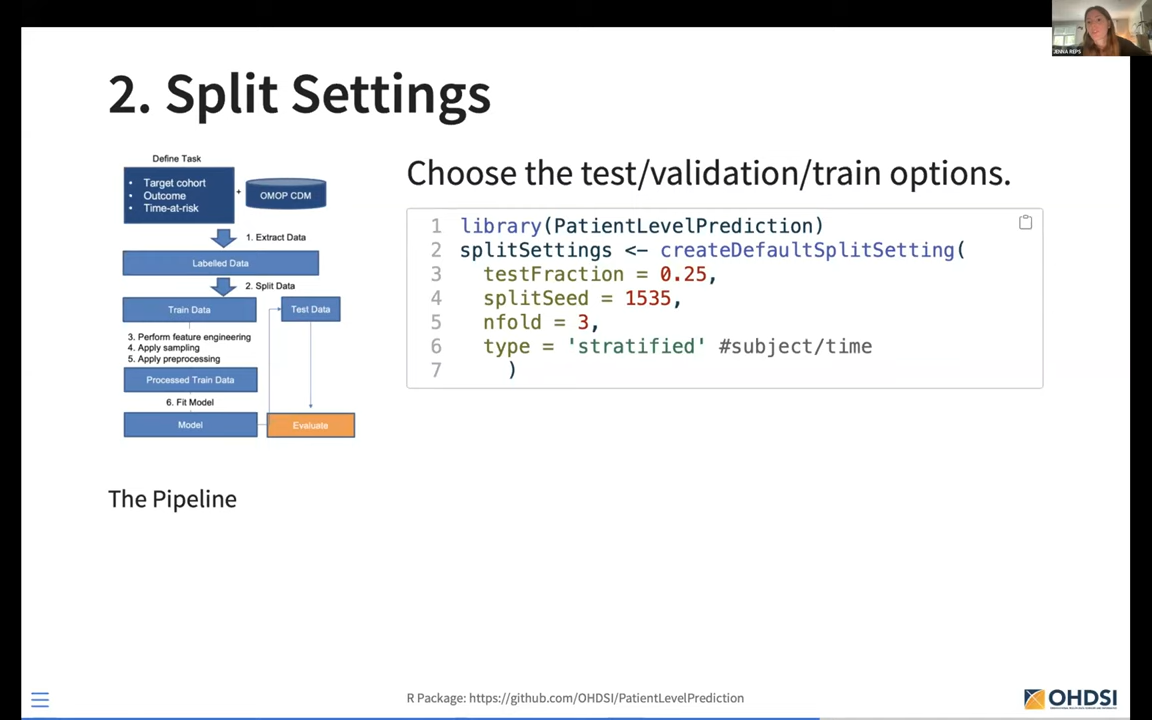 JENNA REPS
2. Split Settings
Define Task
• Target cohort
• Outcome
• Time-at-risk
+
OMOP CDM
1. Extract Data
Labelled Data
2. Split Data
Train Data
Test Data
3. Perform feature engineering
4. Apply sampling
5. Apply preprocessing
Processed Train Data
6. Fit Model
Model
Evaluate
The Pipeline
Choose the test/validation/train options.
1 library(PatientLevelPrediction)
2 splitSettings <- createDefaultSplitSetting(
3 testFraction = 0.25,
4 splitSeed = 1535,
5 nfold = 3,
6 type = 'stratified' #subject/time
7 )
R Package: https://github.com/OHDSI/PatientLevelPrediction
OHDSI